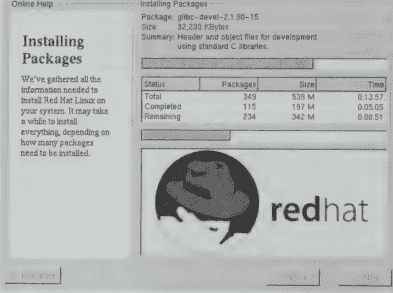 Online Help
Installing
Packages
We've gathered all the
information needed to
install Red Hat Linux on
your system. It may take
a while to install
everything, depending on
how many packages
need to be installed.
Installing Packages
Package: glibc-devel-2.1.90-15
Size: 32,230 KBytes
Summary: Header and object files for development
using standard C libraries.
Status Packages Size Time
Total 349 539 M 0:13.57
Completed 115 197 M 0:05.05
Remaining 234 342 M 0:08.51
redhat